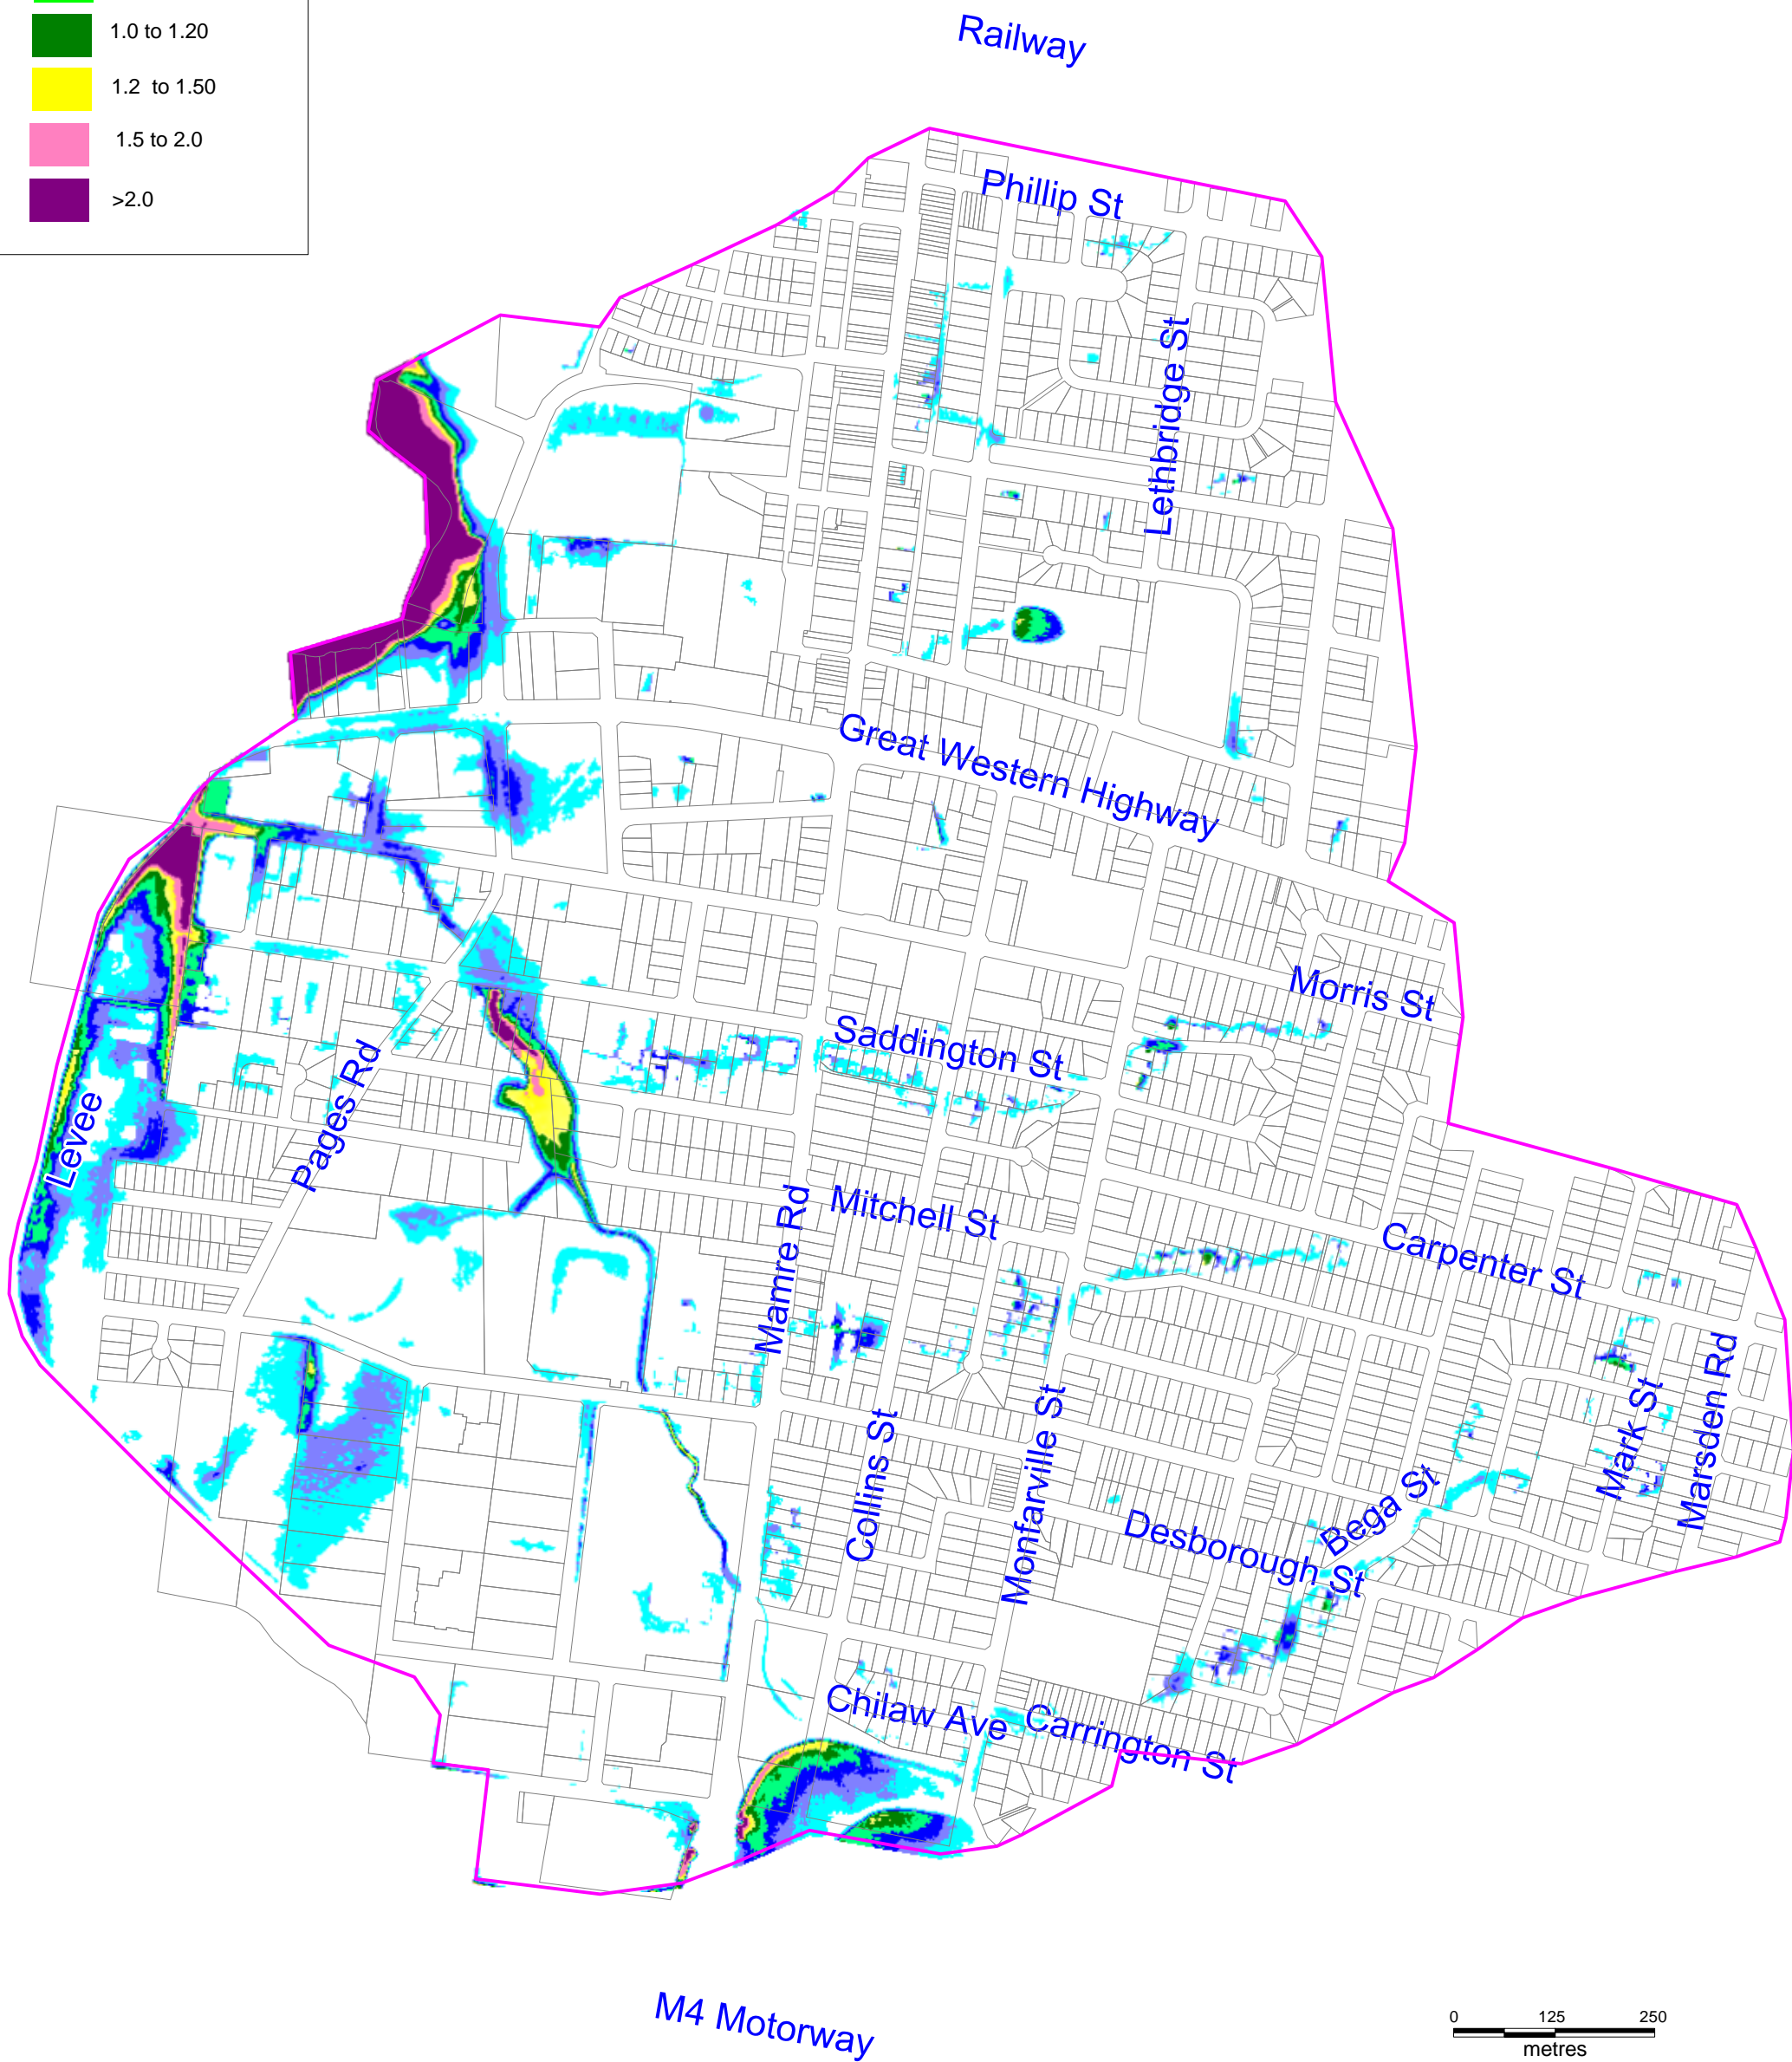 1.0 to 1.20
1.2 to 1.50
1.5 to 2.0
>2.0
Railway
Phillip St
Lethbridge St
Great Western Highway
Morris St
Saddington St
Pages Rd
Levee
Mamre Rd
Mitchell St
Carpenter St
Collins St
Monfarville St
Mark St
Marsden Rd
Bega St
Desborough St
Chilaw Ave
Carrington St
M4 Motorway
0 125 250
metres